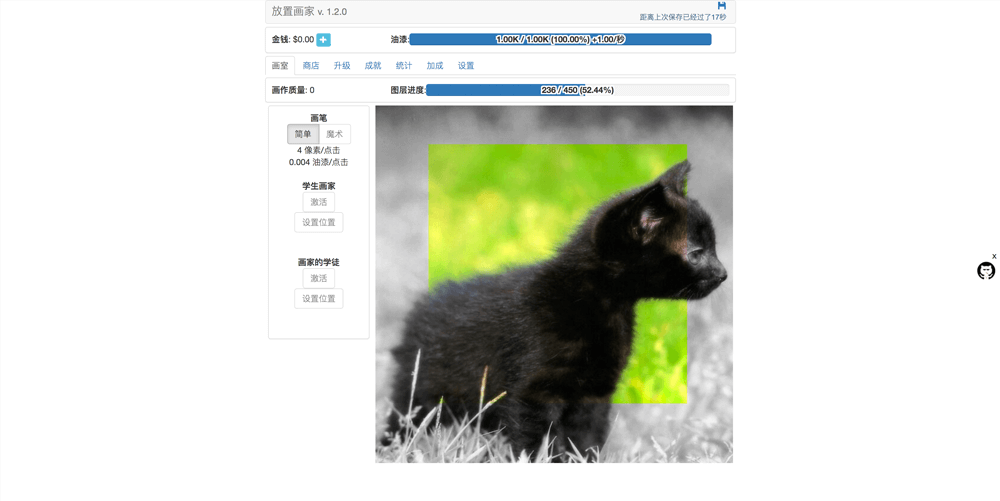 放置画家 v. 1.2.0
距离上次保存已经过了17秒
金钱: $0.00 +
油漆: 1.00K / 1.00K (100.00%) +1.00/秒
画室 商店 升级 成就 统计 加成 设置
画作质量: 0
图层进度: 236 / 450 (52.44%)
画笔
简单 魔术
4 像素/点击
0.004 油漆/点击
学生画家
激活
设置位置
画家的学徒
激活
设置位置
x